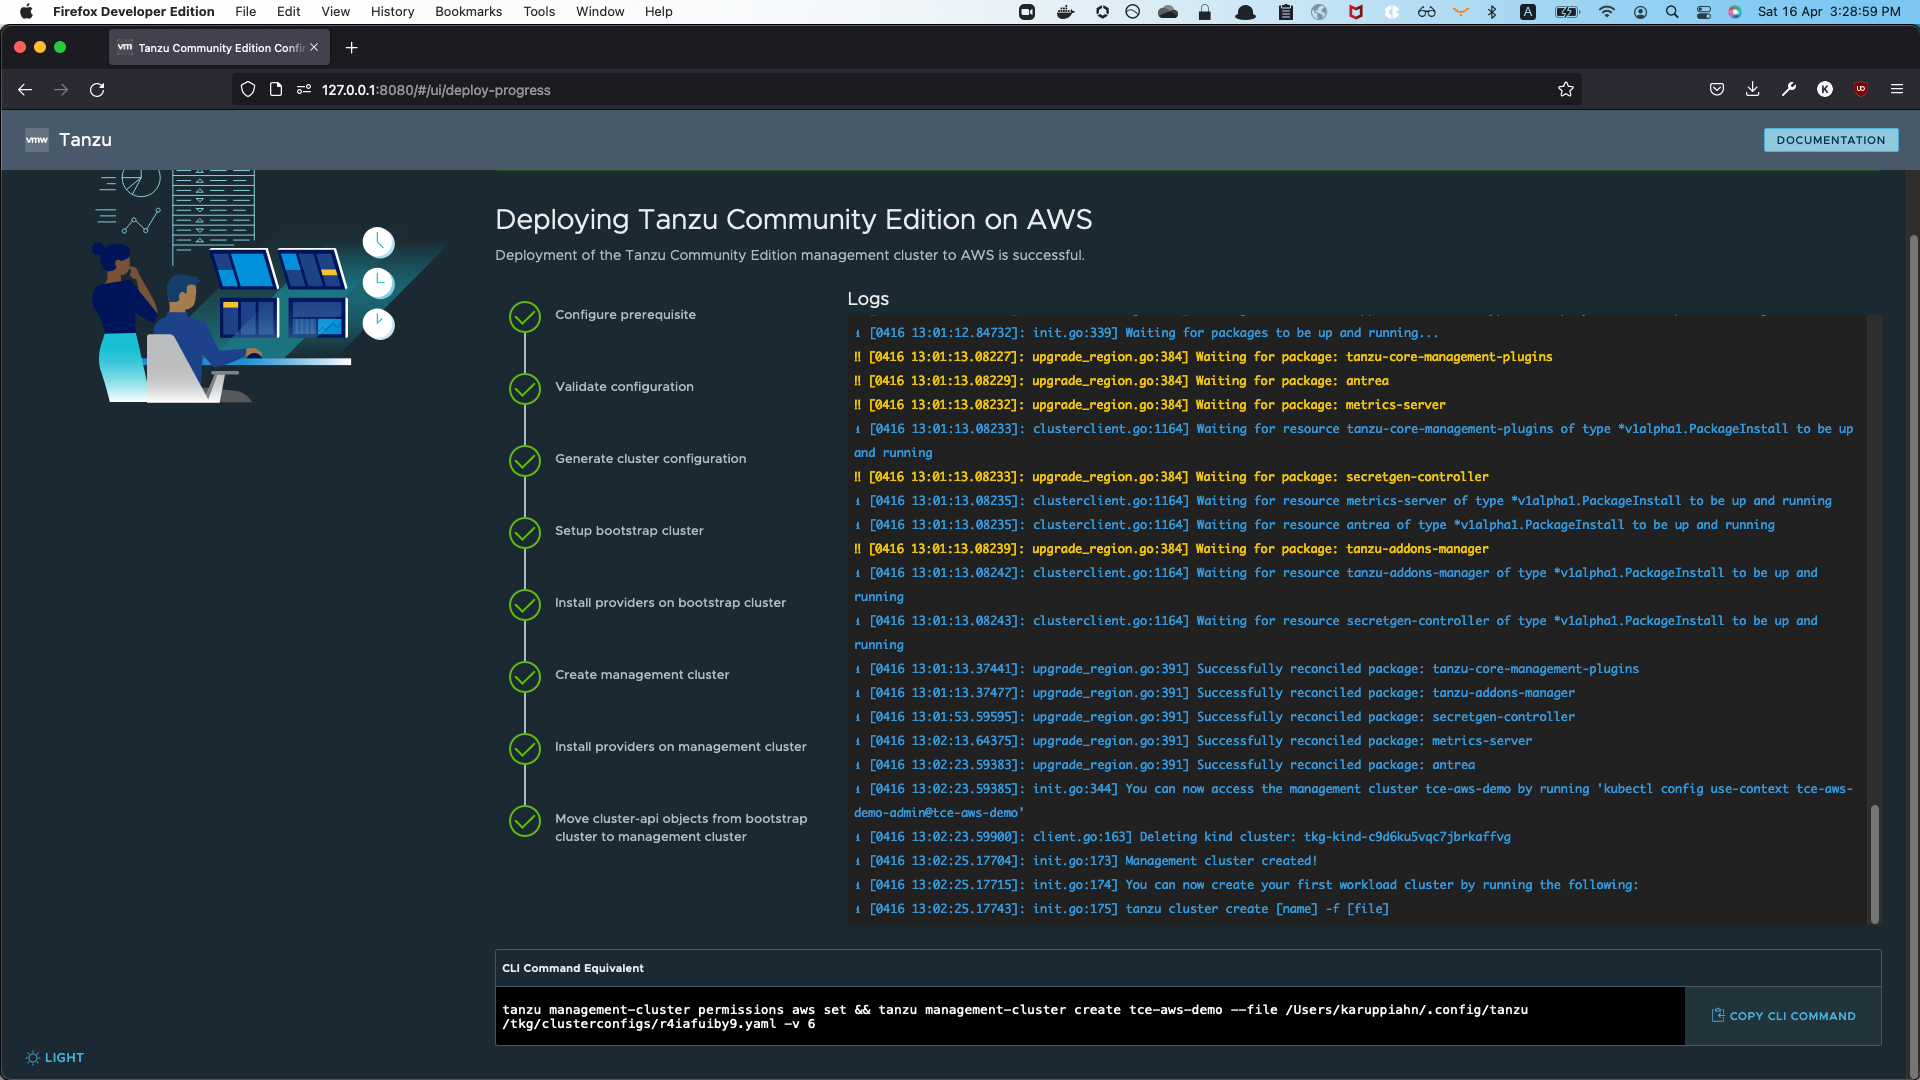 Firefox Developer Edition File Edit View History Bookmarks Tools Window Help
A
Sat 16 Apr 3:28:59 PM
vm Tanzu Community Edition Confi
127.0.0.1:8080/#/ui/deploy-progress
K
vmw Tanzu
DOCUMENTATION
Deploying Tanzu Community Edition on AWS
Deployment of the Tanzu Community Edition management cluster to AWS is successful.
Configure prerequisite
Validate configuration
Generate cluster configuration
Setup bootstrap cluster
Install providers on bootstrap cluster
Create management cluster
Install providers on management cluster
Move cluster-api objects from bootstrap
cluster to management cluster
Logs
ℹ [0416 13:01:12.84732]: init.go:339] Waiting for packages to be up and running...
‼ [0416 13:01:13.08227]: upgrade_region.go:384] Waiting for package: tanzu-core-management-plugins
‼ [0416 13:01:13.08229]: upgrade_region.go:384] Waiting for package: antrea
‼ [0416 13:01:13.08232]: upgrade_region.go:384] Waiting for package: metrics-server
ℹ [0416 13:01:13.08233]: clusterclient.go:1164] Waiting for resource tanzu-core-management-plugins of type *v1alpha1.PackageInstall to be up
and running
‼ [0416 13:01:13.08233]: upgrade_region.go:384] Waiting for package: secretgen-controller
ℹ [0416 13:01:13.08235]: clusterclient.go:1164] Waiting for resource metrics-server of type *v1alpha1.PackageInstall to be up and running
ℹ [0416 13:01:13.08235]: clusterclient.go:1164] Waiting for resource antrea of type *v1alpha1.PackageInstall to be up and running
‼ [0416 13:01:13.08239]: upgrade_region.go:384] Waiting for package: tanzu-addons-manager
ℹ [0416 13:01:13.08242]: clusterclient.go:1164] Waiting for resource tanzu-addons-manager of type *v1alpha1.PackageInstall to be up and
running
ℹ [0416 13:01:13.08243]: clusterclient.go:1164] Waiting for resource secretgen-controller of type *v1alpha1.PackageInstall to be up and
running
ℹ [0416 13:01:13.37441]: upgrade_region.go:391] Successfully reconciled package: tanzu-core-management-plugins
ℹ [0416 13:01:13.37477]: upgrade_region.go:391] Successfully reconciled package: tanzu-addons-manager
ℹ [0416 13:01:53.59595]: upgrade_region.go:391] Successfully reconciled package: secretgen-controller
ℹ [0416 13:02:13.64375]: upgrade_region.go:391] Successfully reconciled package: metrics-server
ℹ [0416 13:02:23.59383]: upgrade_region.go:391] Successfully reconciled package: antrea
ℹ [0416 13:02:23.59385]: init.go:344] You can now access the management cluster tce-aws-demo by running 'kubectl config use-context tce-aws-
demo-admin@tce-aws-demo'
ℹ [0416 13:02:23.59900]: client.go:163] Deleting kind cluster: tkg-kind-c9d6ku5vqc7jbrkaffvg
ℹ [0416 13:02:25.17704]: init.go:173] Management cluster created!
ℹ [0416 13:02:25.17715]: init.go:174] You can now create your first workload cluster by running the following:
ℹ [0416 13:02:25.17743]: init.go:175] tanzu cluster create [name] -f [file]
CLI Command Equivalent
tanzu management-cluster permissions aws set && tanzu management-cluster create tce-aws-demo --file /Users/karuppiahn/.config/tanzu
/tkg/clusterconfigs/r4iafuiby9.yaml -v 6
COPY CLI COMMAND
LIGHT